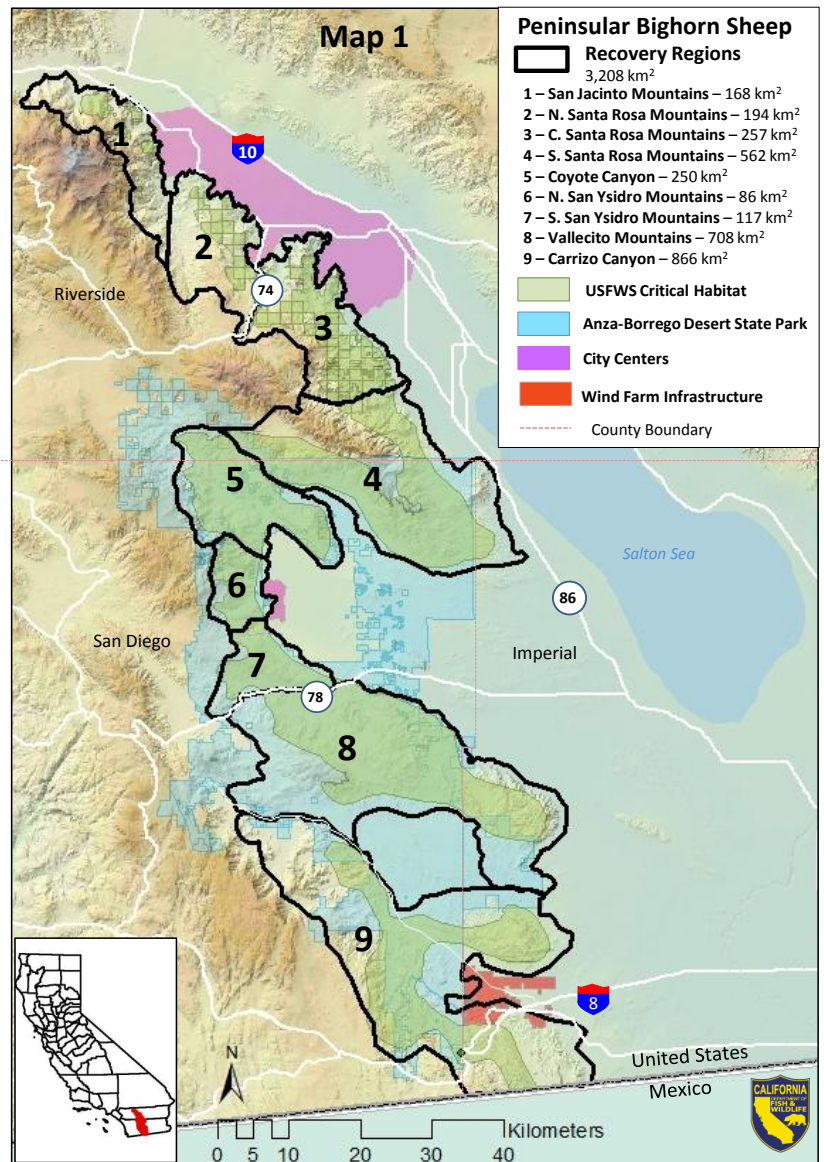 Map 1
Peninsular Bighorn Sheep
Recovery Regions
3,208 km²
1 – San Jacinto Mountains – 168 km²
2 – N. Santa Rosa Mountains – 194 km²
3 – C. Santa Rosa Mountains – 257 km²
4 – S. Santa Rosa Mountains – 562 km²
5 – Coyote Canyon – 250 km²
6 – N. San Ysidro Mountains – 86 km²
7 – S. San Ysidro Mountains – 117 km²
8 – Vallecito Mountains – 708 km²
9 – Carrizo Canyon – 866 km²
USFWS Critical Habitat
Anza-Borrego Desert State Park
City Centers
Wind Farm Infrastructure
County Boundary
1
10
2
74
Riverside
3
5
4
Salton Sea
6
86
San Diego
Imperial
7
78
8
9
8
N
United States
Mexico
Kilometers
0 5 10 20 30 40
CALIFORNIA
DEPARTMENT OF
FISH &
WILDLIFE